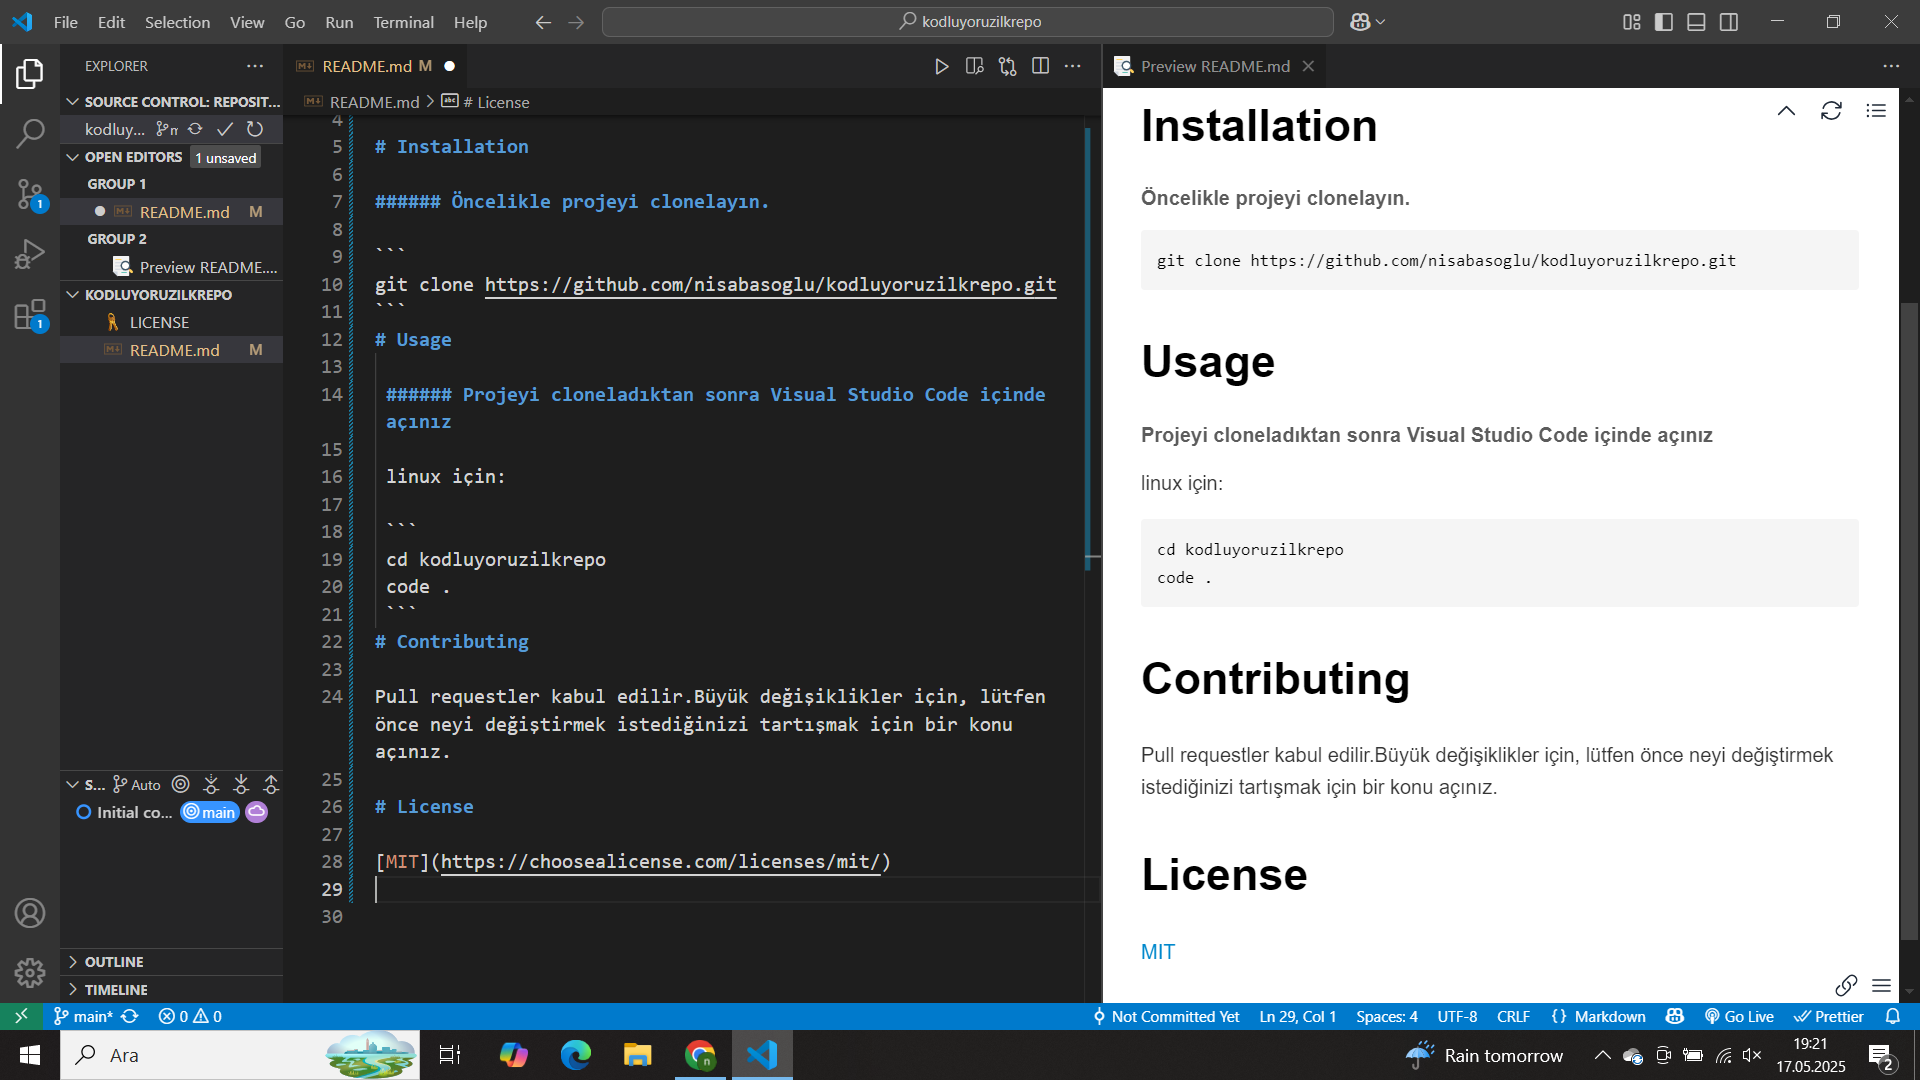 File Edit Selection View Go Run Terminal Help
kodluyoruzilkrepo
EXPLORER
SOURCE CONTROL: REPOSIT...
kodluy...
OPEN EDITORS 1 unsaved
GROUP 1
README.md M
GROUP 2
Preview README....
KODLUYORUZILKREPO
LICENSE
README.md M
S... Auto
Initial co... main
OUTLINE
TIMELINE
README.md M
README.md > # License
4
5 # Installation
6
7 ###### Öncelikle projeyi clonelayın.
8
9 ```
10 git clone https://github.com/nisabasoglu/kodluyoruzilkrepo.git
11 ```
12 # Usage
13
14 ###### Projeyi cloneladıktan sonra Visual Studio Code içinde
açınız
15
16 linux için:
17
18 ```
19 cd kodluyoruzilkrepo
20 code .
21 ```
22 # Contributing
23
24 Pull requestler kabul edilir.Büyük değişiklikler için, lütfen
önce neyi değiştirmek istediğinizi tartışmak için bir konu
açınız.
25
26 # License
27
28 [MIT](https://choosealicense.com/licenses/mit/)
29
30
Preview README.md
Installation
Öncelikle projeyi clonelayın.
git clone https://github.com/nisabasoglu/kodluyoruzilkrepo.git
Usage
Projeyi cloneladıktan sonra Visual Studio Code içinde açınız
linux için:
cd kodluyoruzilkrepo
code .
Contributing
Pull requestler kabul edilir.Büyük değişiklikler için, lütfen önce neyi değiştirmek
istediğinizi tartışmak için bir konu açınız.
License
MIT
main* 0 0 Not Committed Yet Ln 29, Col 1 Spaces: 4 UTF-8 CRLF {} Markdown Go Live Prettier
Ara
Rain tomorrow
19:21
17.05.2025
2